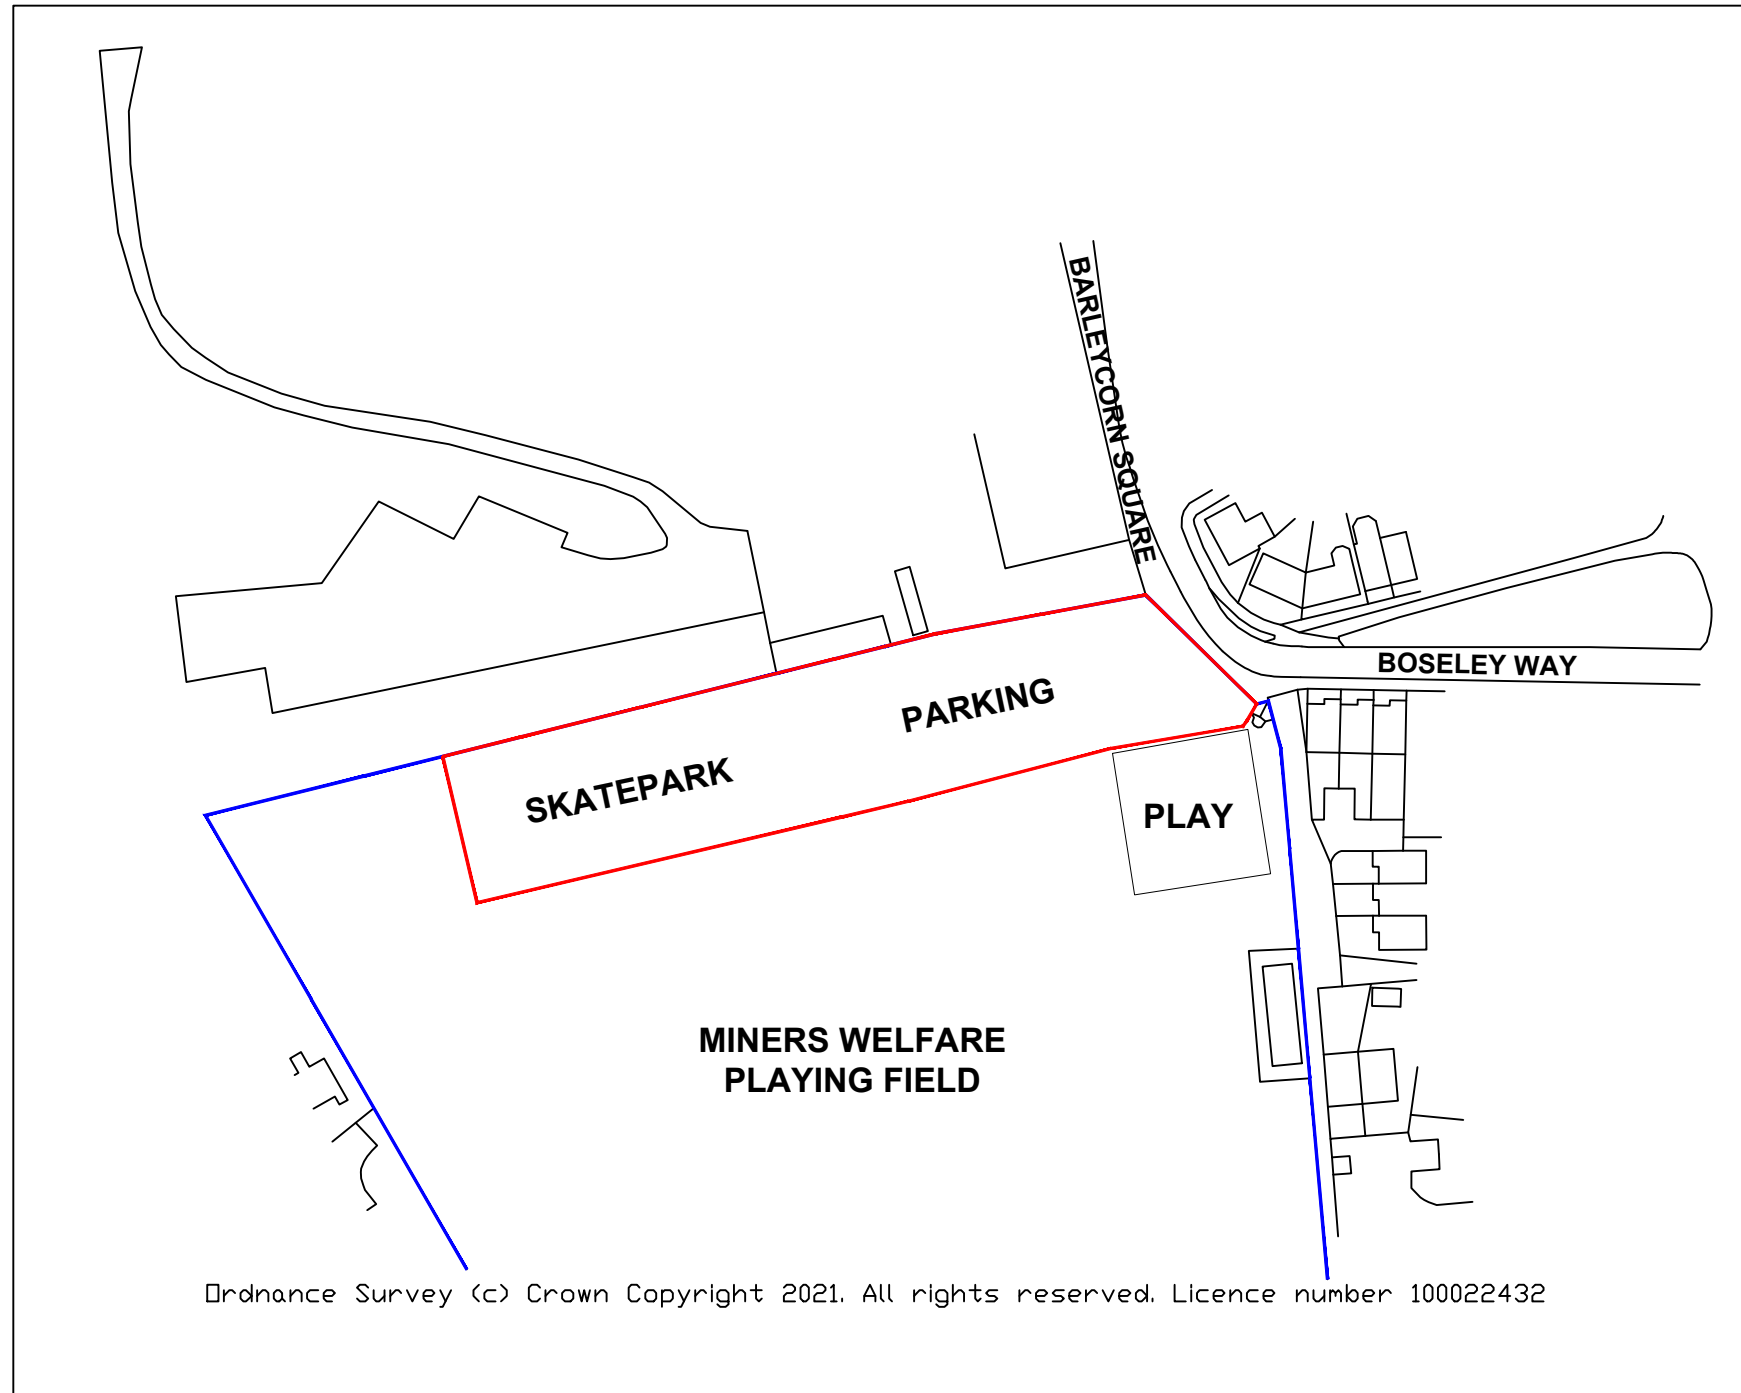 BARLEYCORN SQUARE
BOSELEY WAY
PARKING
SKATEPARK
PLAY
MINERS WELFARE
PLAYING FIELD
Ordnance Survey (c) Crown Copyright 2021. All rights reserved. Licence number 100022432